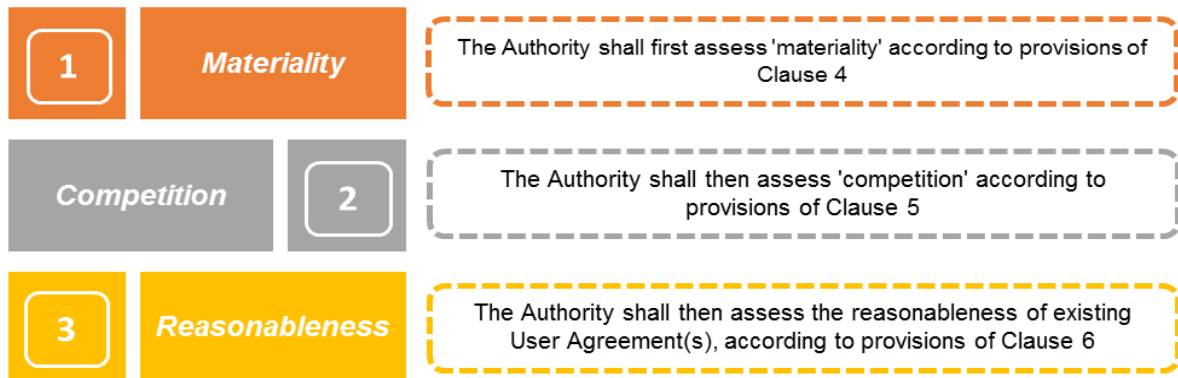 1
Materiality
The Authority shall first assess 'materiality' according to provisions of
Clause 4
Competition
2
The Authority shall then assess 'competition' according to
provisions of Clause 5
3
Reasonableness
The Authority shall then assess the reasonableness of existing
User Agreement(s), according to provisions of Clause 6